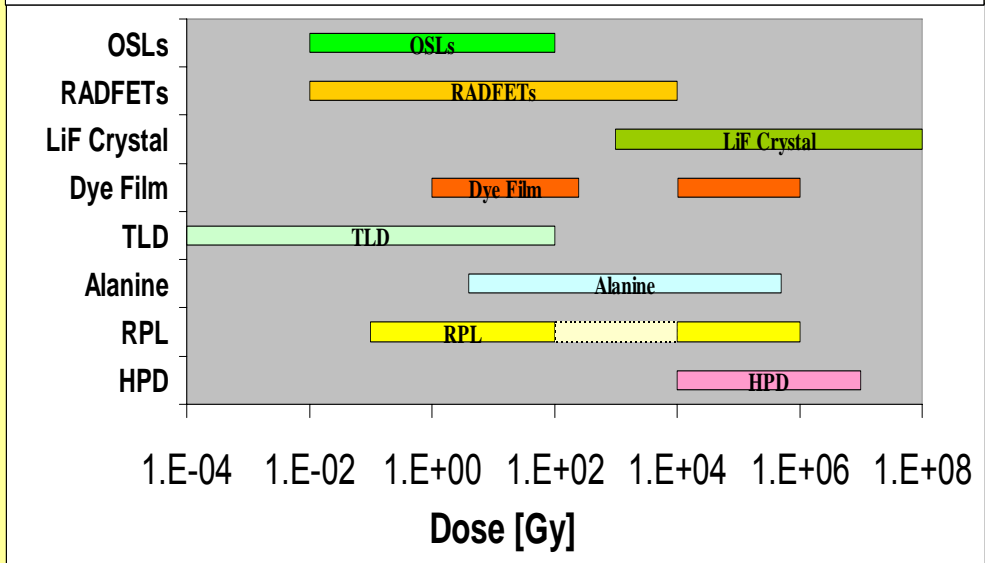 OSLs OSLs
RADFETs RADFETs
LiF Crystal LiF Crystal
Dye Film Dye Film
TLD TLD
Alanine Alanine
RPL RPL
HPD HPD
1.E-04 1.E-02 1.E+00 1.E+02 1.E+04 1.E+06 1.E+08
Dose [Gy]